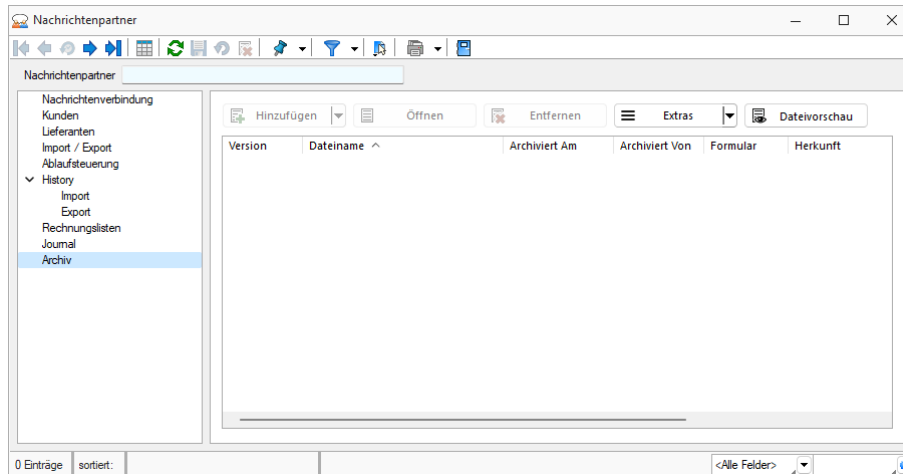 Nachrichtenpartner
Nachrichtenpartner
Nachrichtenverbindung
Kunden
Lieferanten
Import / Export
Ablaufsteuerung
History
Import
Export
Rechnungslisten
Journal
Archiv
Hinzufügen Öffnen Entfernen Extras Dateivorschau
Version Dateiname Archiviert Am Archiviert Von Formular Herkunft
0 Einträge sortiert: <Alle Felder>